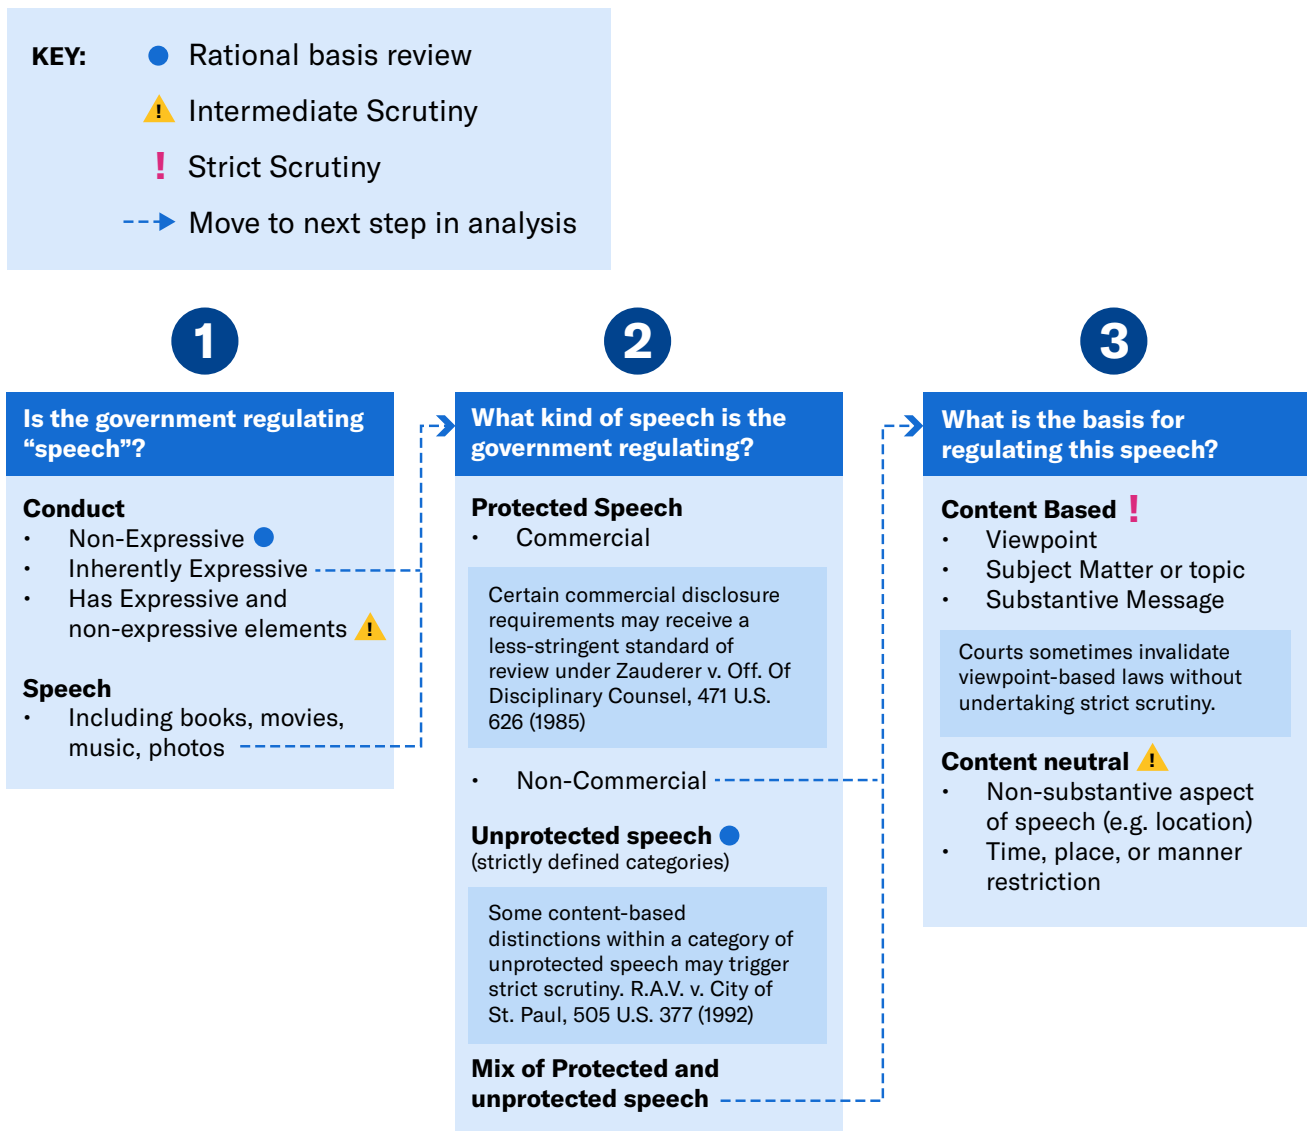 KEY:
Rational basis review
Intermediate Scrutiny
Strict Scrutiny
Move to next step in analysis
1
Is the government regulating
“speech”?
Conduct
• Non-Expressive
• Inherently Expressive
• Has Expressive and
non-expressive elements
Speech
• Including books, movies,
music, photos
2
What kind of speech is the
government regulating?
Protected Speech
• Commercial
Certain commercial disclosure
requirements may receive a
less-stringent standard of
review under Zauderer v. Off. Of
Disciplinary Counsel, 471 U.S.
626 (1985)
• Non-Commercial
Unprotected speech
(strictly defined categories)
Some content-based
distinctions within a category of
unprotected speech may trigger
strict scrutiny. R.A.V. v. City of
St. Paul, 505 U.S. 377 (1992)
Mix of Protected and
unprotected speech
3
What is the basis for
regulating this speech?
Content Based
• Viewpoint
• Subject Matter or topic
• Substantive Message
Courts sometimes invalidate
viewpoint-based laws without
undertaking strict scrutiny.
Content neutral
• Non-substantive aspect
of speech (e.g. location)
• Time, place, or manner
restriction